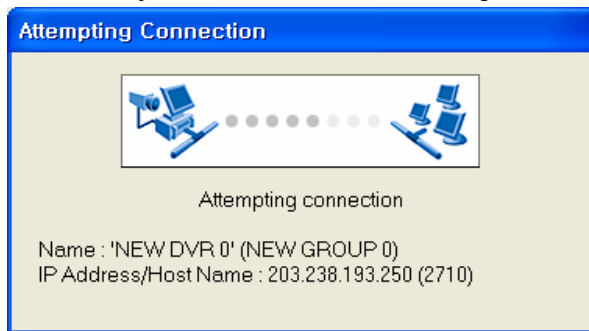 Attempting Connection
Attempting connection
Name : 'NEW DVR 0' (NEW GROUP 0)
IP Address/Host Name : 203.238.193.250 (2710)